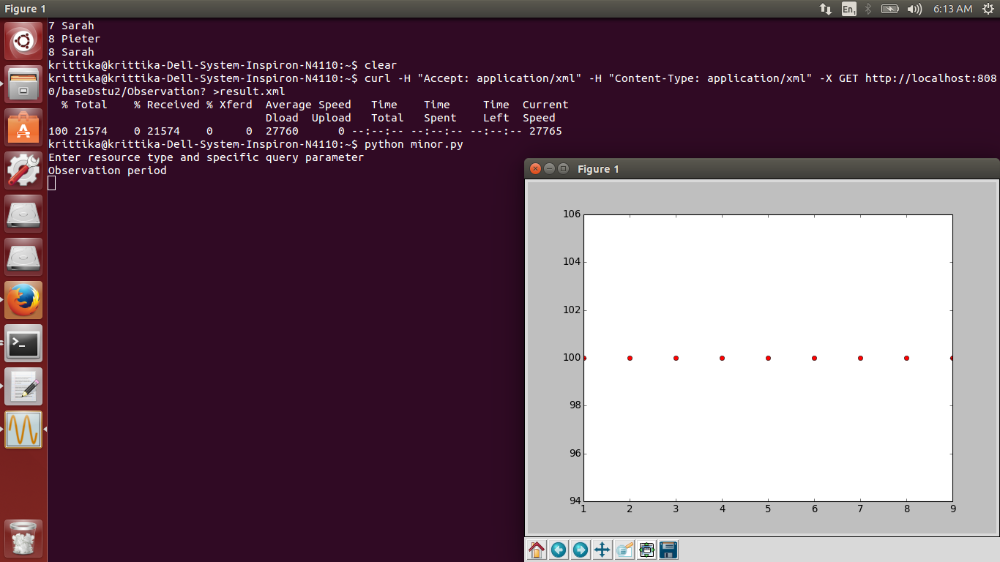 Figure 1
En1
6:13 AM
7 Sarah
8 Pieter
8 Sarah
krittika@krittika-Dell-System-Inspiron-N4110:~$ clear
krittika@krittika-Dell-System-Inspiron-N4110:~$ curl -H "Accept: application/xml" -H "Content-Type: application/xml" -X GET http://localhost:808
0/baseDstu2/Observation? >result.xml
  % Total    % Received % Xferd  Average Speed   Time    Time     Time  Current
                                 Dload  Upload   Total   Spent    Left  Speed
100 21574    0 21574    0     0  27760      0 --:--:-- --:--:-- --:--:-- 27765
krittika@krittika-Dell-System-Inspiron-N4110:~$ python minor.py
Enter resource type and specific query parameter
Observation period
Figure 1
106
104
102
100
98
96
94
1 2 3 4 5 6 7 8 9